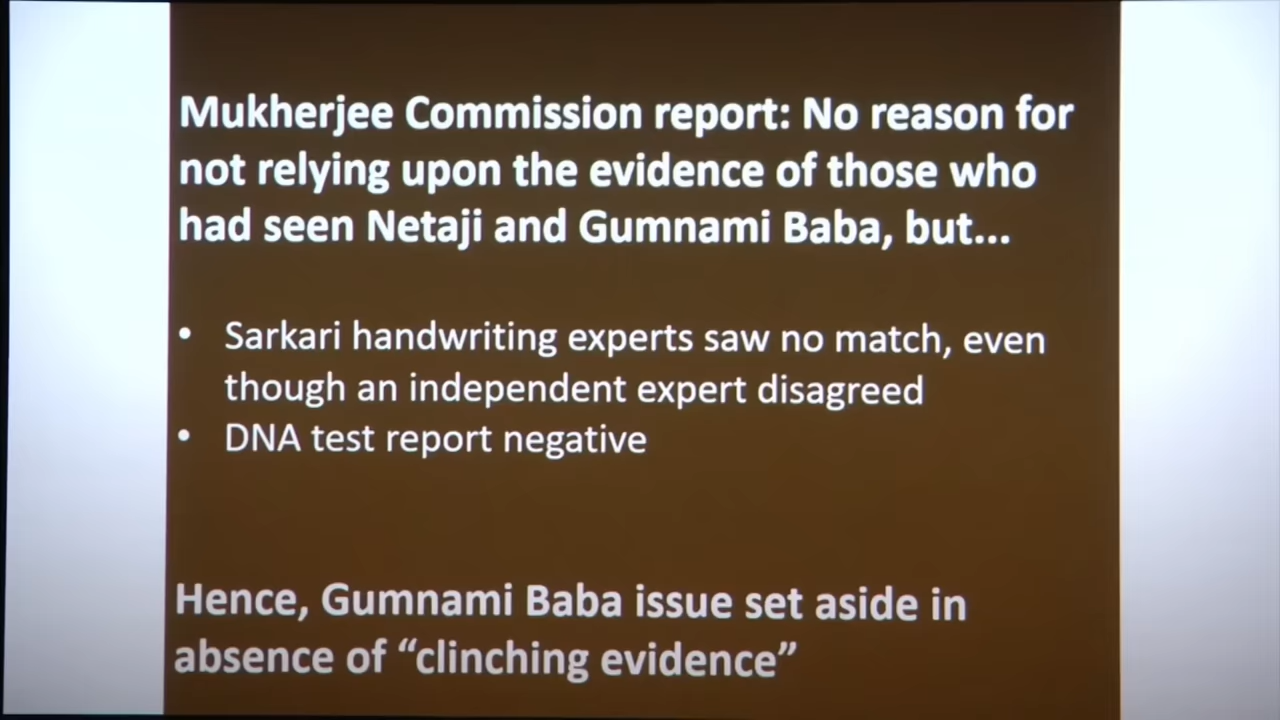 Mukherjee Commission report: No reason for
not relying upon the evidence of those who
had seen Netaji and Gumnami Baba, but...
• Sarkari handwriting experts saw no match, even
though an independent expert disagreed
• DNA test report negative
Hence, Gumnami Baba issue set aside in
absence of “clinching evidence”